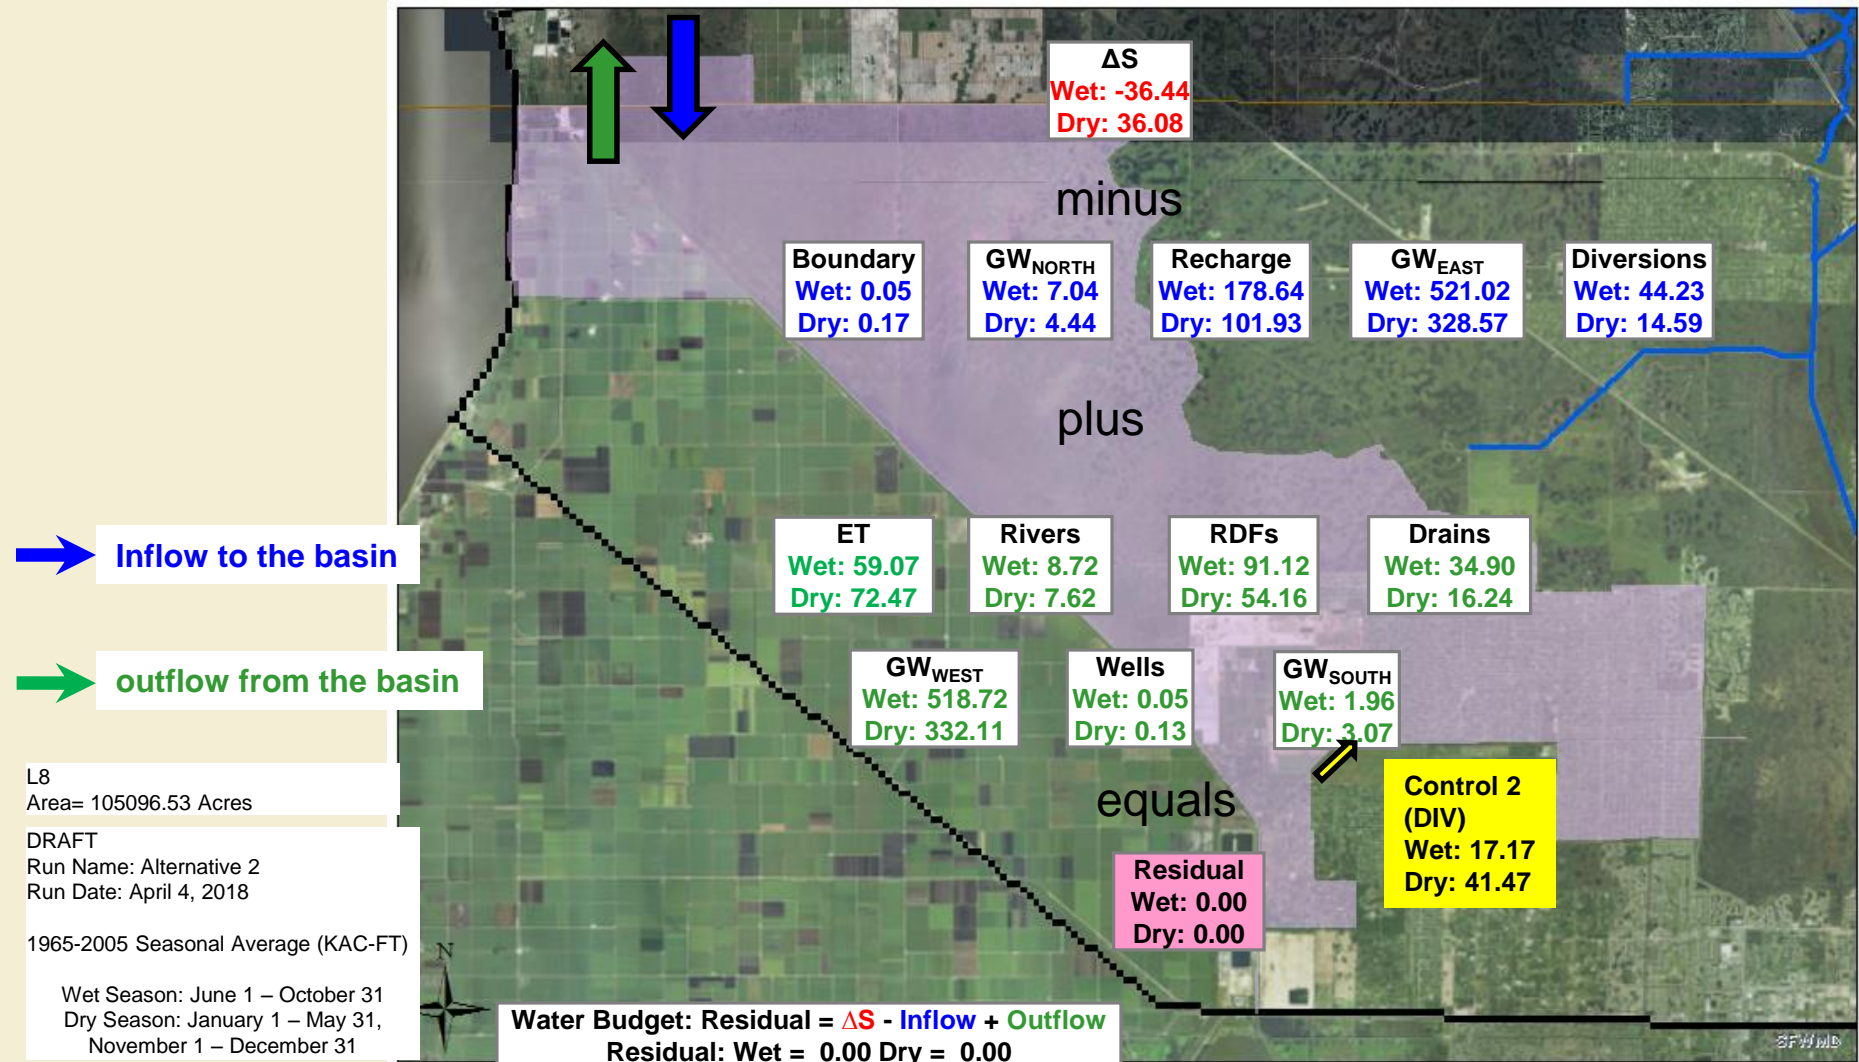 ΔS
Wet: -36.44
Dry: 36.08
minus
Boundary
Wet: 0.05
Dry: 0.17
GWNORTH
Wet: 7.04
Dry: 4.44
Recharge
Wet: 178.64
Dry: 101.93
GWEAST
Wet: 521.02
Dry: 328.57
Diversions
Wet: 44.23
Dry: 14.59
plus
ET
Wet: 59.07
Dry: 72.47
Rivers
Wet: 8.72
Dry: 7.62
RDFs
Wet: 91.12
Dry: 54.16
Drains
Wet: 34.90
Dry: 16.24
Inflow to the basin
outflow from the basin
GWWEST
Wet: 518.72
Dry: 332.11
Wells
Wet: 0.05
Dry: 0.13
GWSOUTH
Wet: 1.96
Dry: 3.07
equals
Control 2
(DIV)
Wet: 17.17
Dry: 41.47
Residual
Wet: 0.00
Dry: 0.00
L8
Area= 105096.53 Acres
DRAFT
Run Name: Alternative 2
Run Date: April 4, 2018
1965-2005 Seasonal Average (KAC-FT)
Wet Season: June 1 – October 31
Dry Season: January 1 – May 31,
November 1 – December 31
N
Water Budget: Residual = ΔS - Inflow + Outflow
Residual: Wet = 0.00 Dry = 0.00
SFWMD